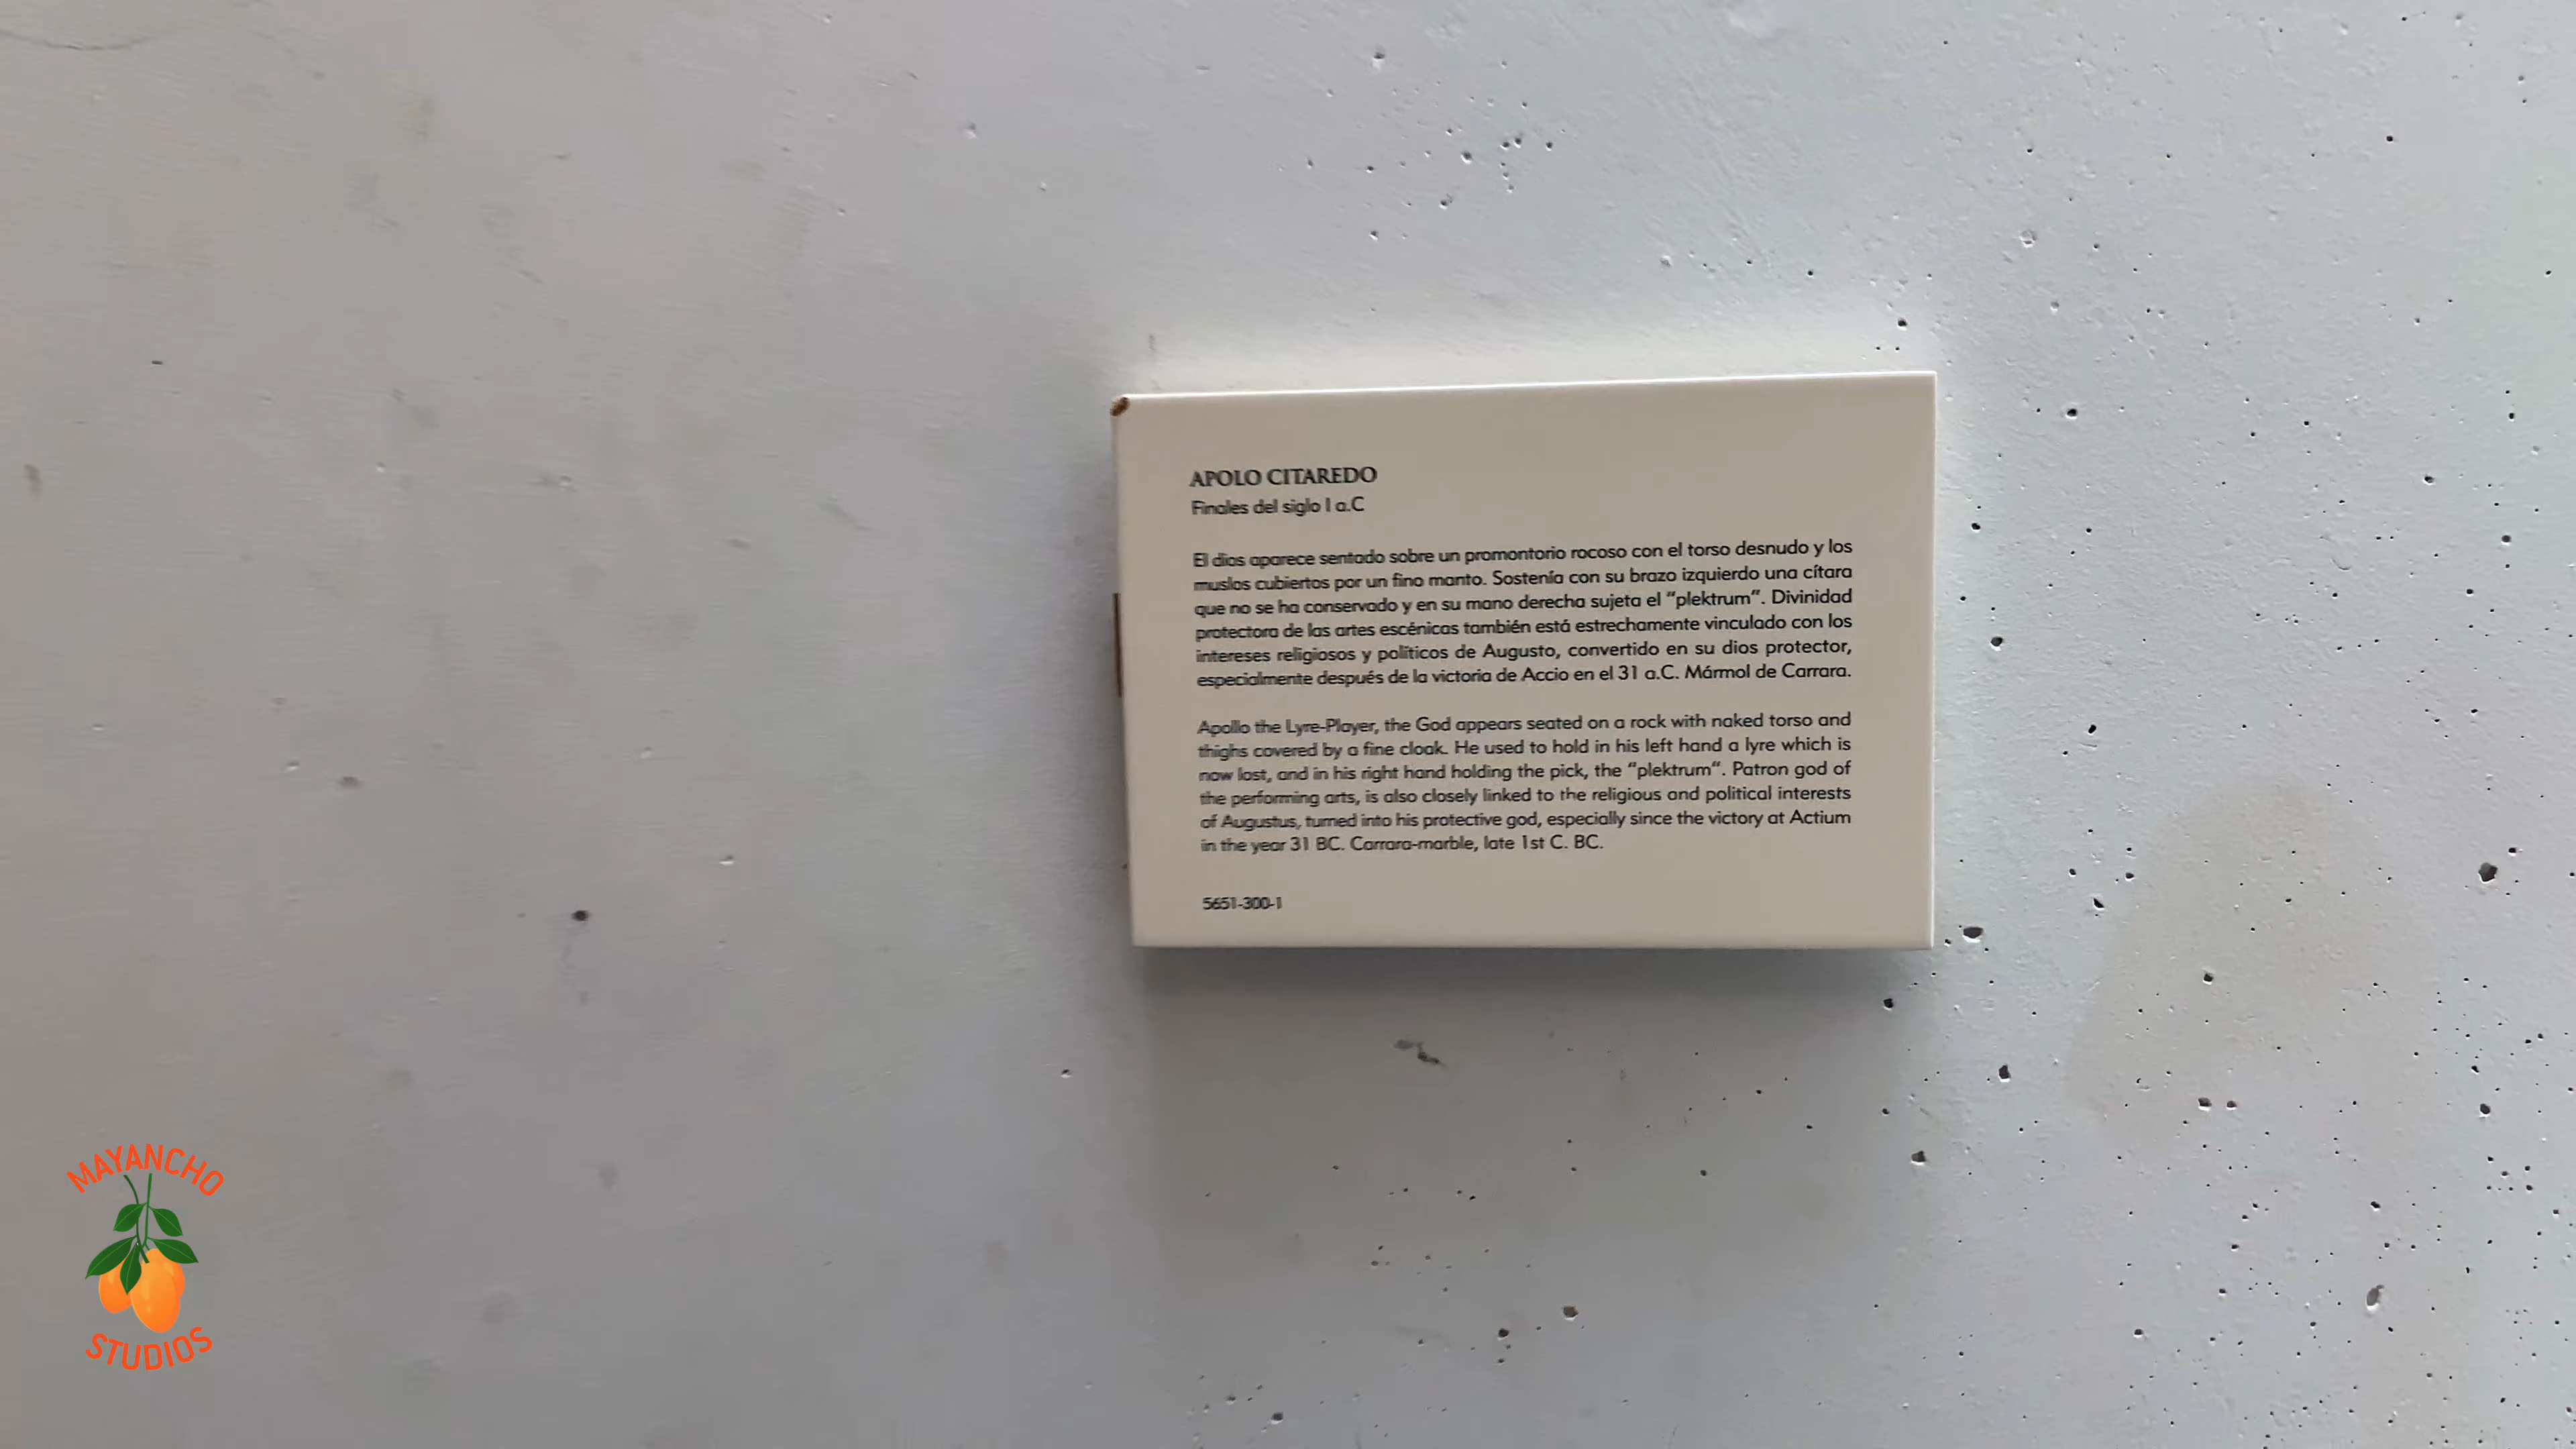 APOLO CITAREDO
Finales del siglo I a.C
El dios aparece sentado sobre un promontorio rocoso con el torso desnudo y los
muslos cubiertos por un fino manto. Sostenía con su brazo izquierdo una cítara
que no se ha conservado y en su mano derecha sujeta el “plektrum”. Divinidad
protectora de las artes escénicas también está estrechamente vinculado con los
intereses religiosos y políticos de Augusto, convertido en su dios protector,
especialmente después de la victoria de Accio en el 31 a.C. Mármol de Carrara.
Apollo the Lyre-Player, the God appears seated on a rock with naked torso and
thighs covered by a fine cloak. He used to hold in his left hand a lyre which is
now lost, and in his right hand holding the pick, the “plektrum”. Patron god of
the performing arts, is also closely linked to the religious and political interests
of Augustus, turned into his protective god, especially since the victory at Actium
in the year 31 BC. Carrara-marble, late 1st C. BC.
5651-300-1
MAYANCHO
STUDIOS